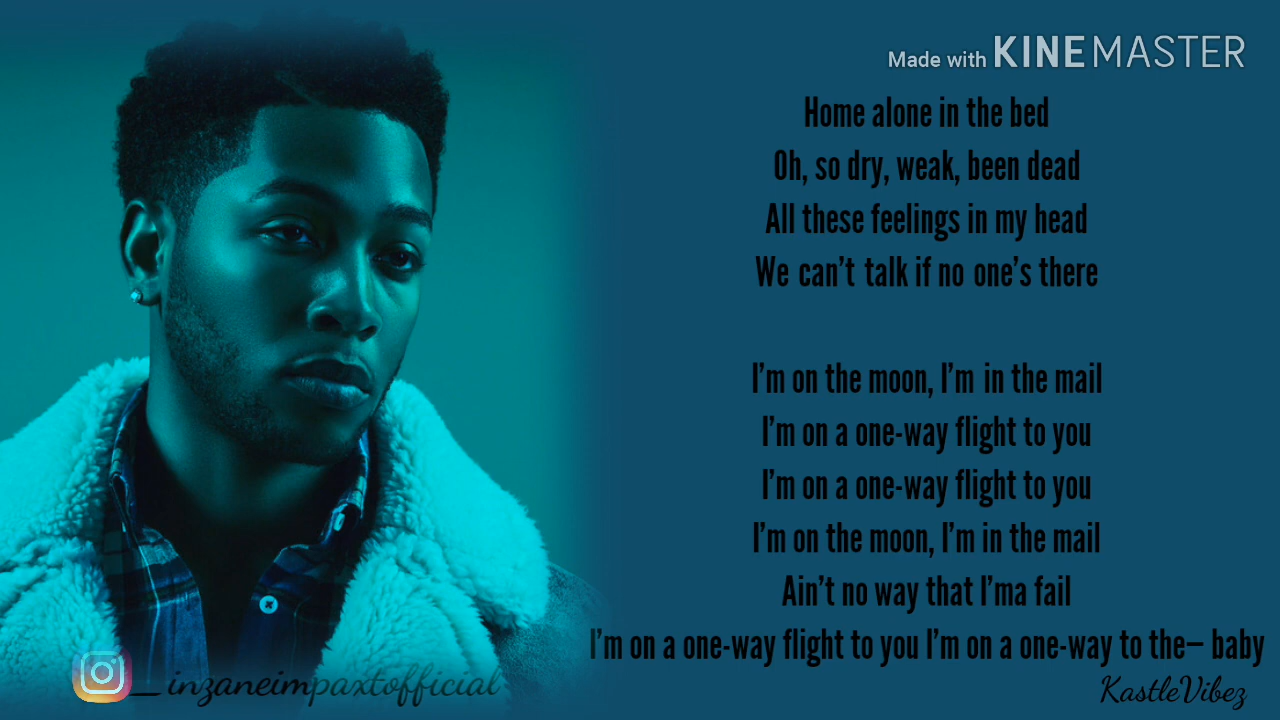 Made with KINEMASTER
Home alone in the bed
Oh, so dry, weak, been dead
All these feelings in my head
We can't talk if no one's there
I'm on the moon, I'm in the mail
I'm on a one-way flight to you
I'm on a one-way flight to you
I'm on the moon, I'm in the mail
Ain't no way that I'ma fail
I'm on a one-way flight to you I'm on a one-way to the– baby
__inzaneimpaxtofficial
KastleVibez